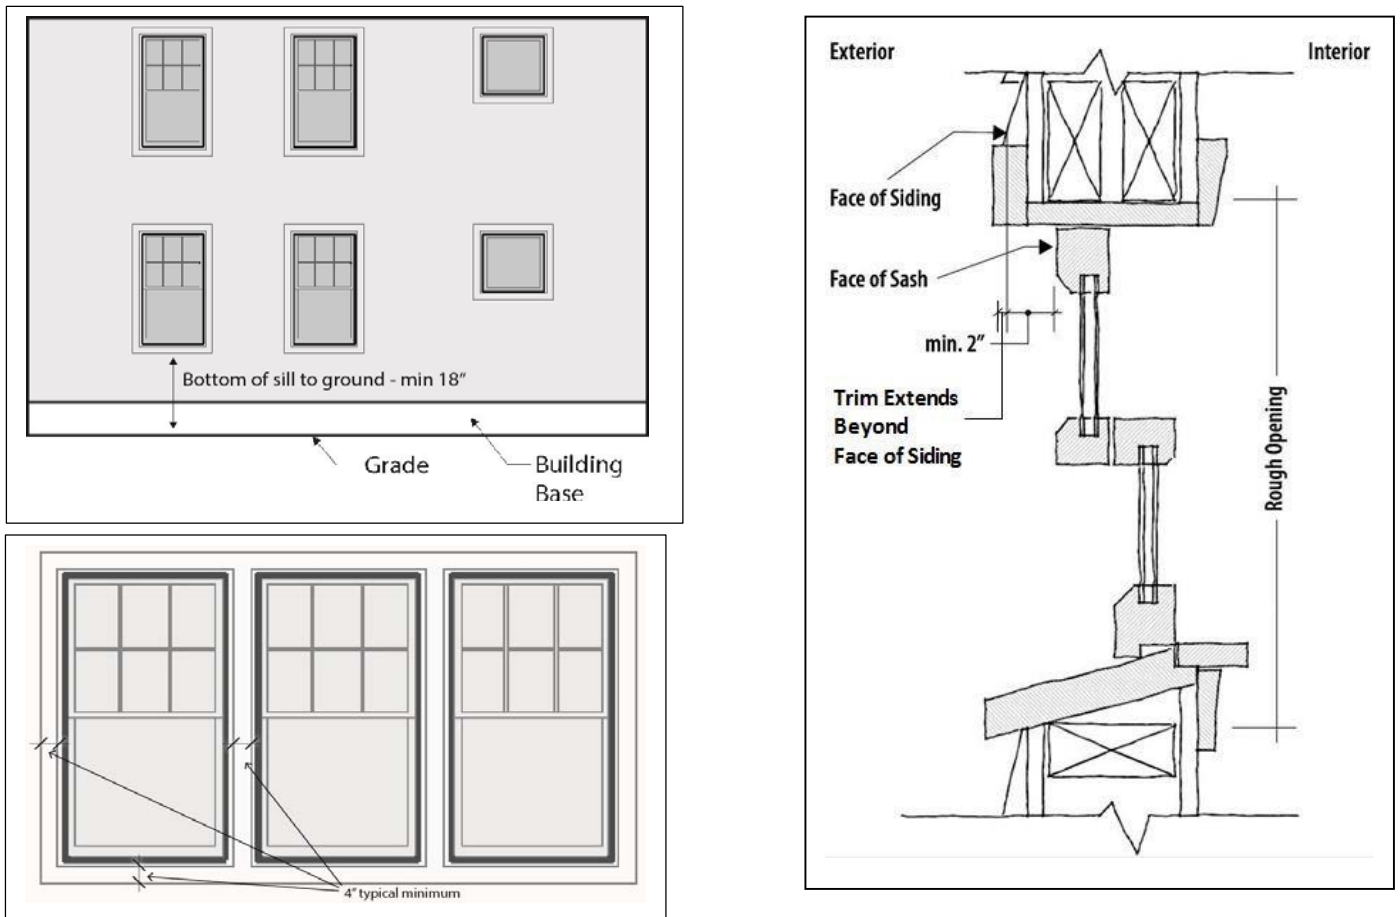 Bottom of sill to ground - min 18"
Grade
Building
Base
4" typical minimum
Exterior
Interior
Face of Siding
Face of Sash
min. 2"
Trim Extends
Beyond
Face of Siding
Rough Opening